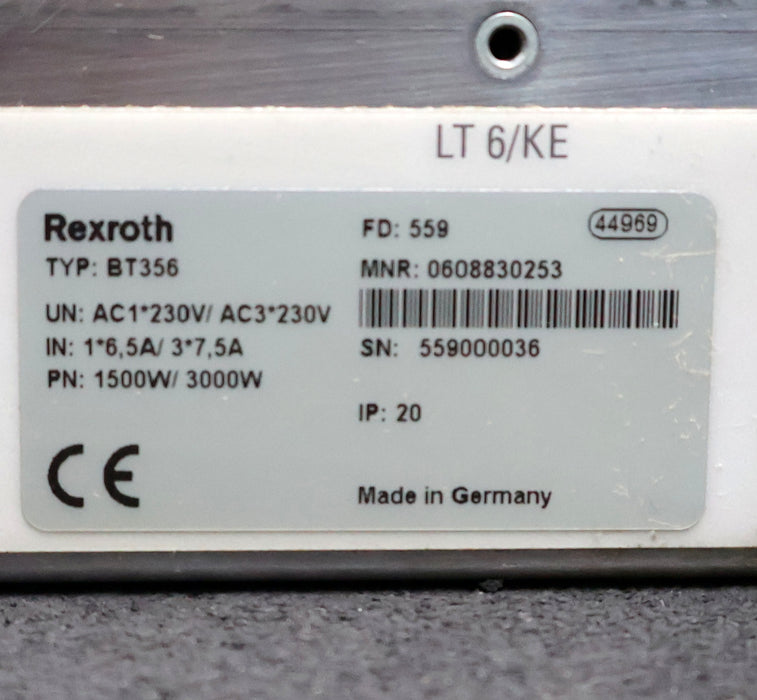 LT 6/KE
Rexroth
TYP: BT356
UN: AC1*230V/ AC3*230V
IN: 1*6,5A/ 3*7,5A
PN: 1500W/ 3000W
CE
FD: 559
44969
MNR: 0608830253
SN: 559000036
IP: 20
Made in Germany